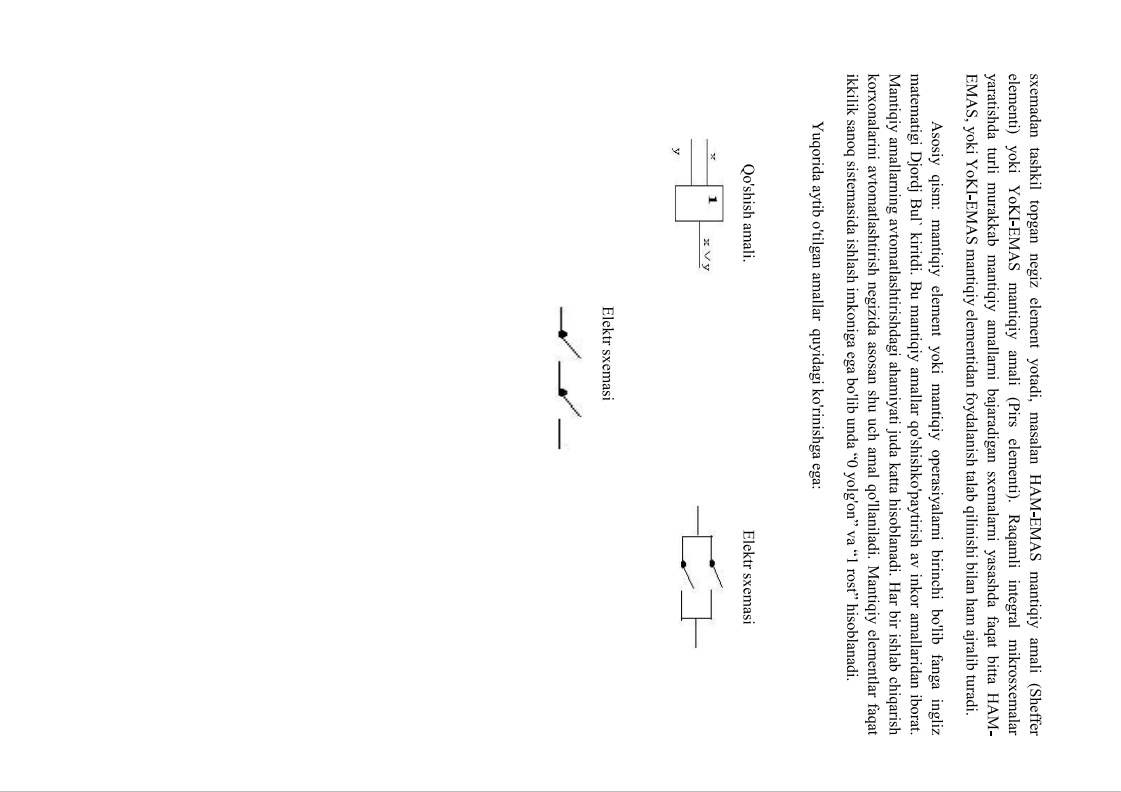 sxemadan tashkil topgan negiz element yotadi, masalan HAM-EMAS mantiqiy amali (Sheffer
elementi) yoki YoKI-EMAS mantiqiy amali (Pirs elementi). Raqamli integral mikrosxemalar
yaratishda turli murakkab mantiqiy amallarni bajaradigan sxemalarni yasashda faqat bitta HAM-
EMAS, yoki YoKI-EMAS mantiqiy elementidan foydalanish talab qilinishi bilan ham ajralib turadi.
Asosiy qism: mantiqiy element yoki mantiqiy operasiyalarni birinchi bo'lib fanga ingliz
matematigi Djordj Bul` kiritdi. Bu mantiqiy amallar qo'shishko'paytirish av inkor amallaridan iborat.
Mantiqiy amallarning avtomatlashtirishdagi ahamiyati juda katta hisoblanadi. Har bir ishlab chiqarish
korxonalarini avtomatlashtirish negizida asosan shu uch amal qo'llaniladi. Mantiqiy elementlar faqat
ikkilik sanoq sistemasida ishlash imkoniga ega bo'lib unda “0 yolg'on” va “1 rost” hisoblanadi.
Yuqorida aytib o'tilgan amallar quyidagi ko'rinishga ega:
Qo'shish amali.
Elektr sxemasi
x
1
x ∨ y
y
Elektr sxemasi